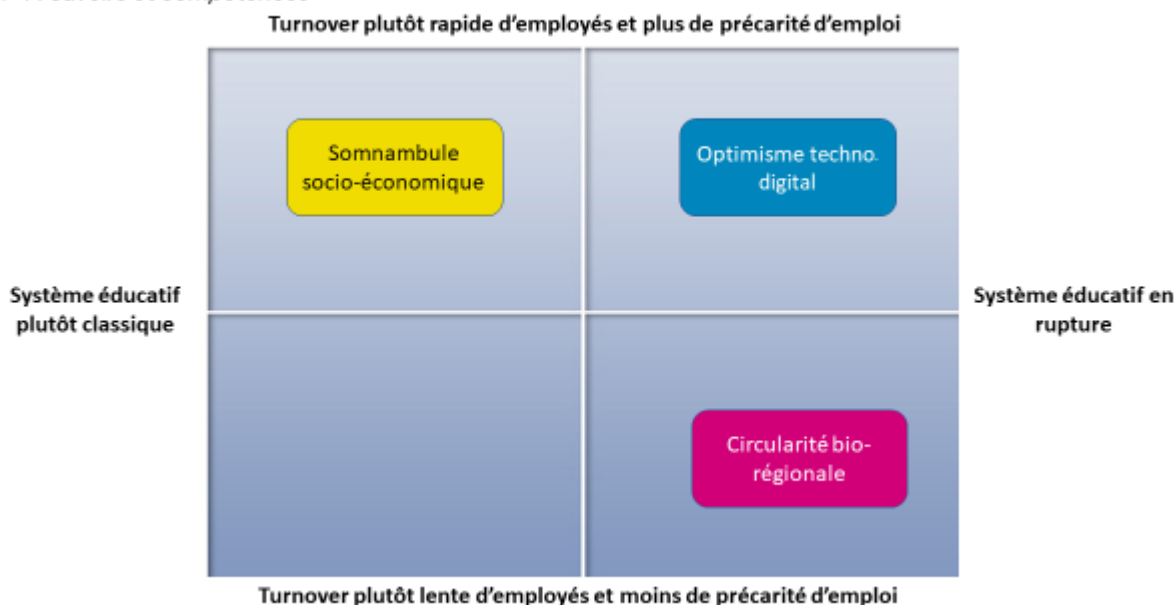 Turnover plutôt rapide d'employés et plus de précarité d'emploi
Somnambule
socio-économique
Optimisme techno
digital
Système éducatif
plutôt classique
Système éducatif en
rupture
Circularité bio-
régionale
Turnover plutôt lente d'employés et moins de précarité d'emploi